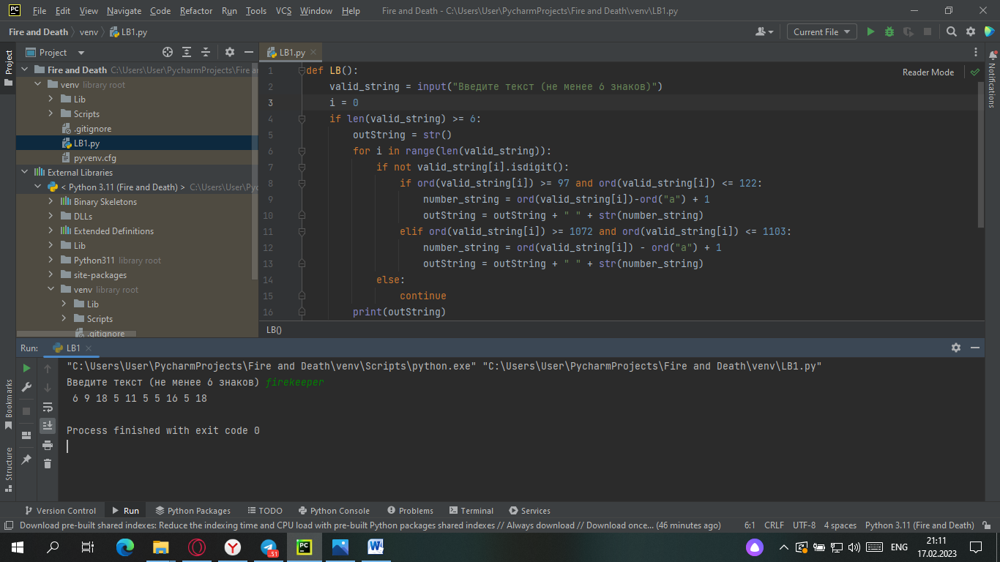 File Edit View Navigate Code Refactor Run Tools VCS Window Help Fire and Death - C:\Users\User\PycharmProjects\Fire and Death\venv\LB1.py
Fire and Death venv LB1.py Current File
Project LB1.py
Project
Fire and Death C:\Users\User\PycharmProjects\Fire an
venv library root
Lib
Scripts
.gitignore
LB1.py
pyvenv.cfg
External Libraries
< Python 3.11 (Fire and Death) > C:\Users\User\Pyc
Binary Skeletons
DLLs
Extended Definitions
Lib
Python311 library root
site-packages
venv library root
Lib
Scripts
.gitignore
Reader Mode
Notifications
1 def LB():
2 valid_string = input("Введите текст (не менее 6 знаков)")
3 i = 0
4 if len(valid_string) >= 6:
5 outString = str()
6 for i in range(len(valid_string)):
7 if not valid_string[i].isdigit():
8 if ord(valid_string[i]) >= 97 and ord(valid_string[i]) <= 122:
9 number_string = ord(valid_string[i])-ord("a") + 1
10 outString = outString + " " + str(number_string)
11 elif ord(valid_string[i]) >= 1072 and ord(valid_string[i]) <= 1103:
12 number_string = ord(valid_string[i]) - ord("а") + 1
13 outString = outString + " " + str(number_string)
14 else:
15 continue
16 print(outString)
LB()
Run: LB1
"C:\Users\User\PycharmProjects\Fire and Death\venv\Scripts\python.exe" "C:\Users\User\PycharmProjects\Fire and Death\venv\LB1.py"
Введите текст (не менее 6 знаков) firekeeper
6 9 18 5 11 5 5 16 5 18
Process finished with exit code 0
Bookmarks
Structure
Version Control Run Python Packages TODO Python Console Problems Terminal Services
Download pre-built shared indexes: Reduce the indexing time and CPU load with pre-built Python packages shared indexes // Always download // Download once... (46 minutes ago) 6:1 CRLF UTF-8 4 spaces Python 3.11 (Fire and Death)
51
ENG
21:11
17.02.2023